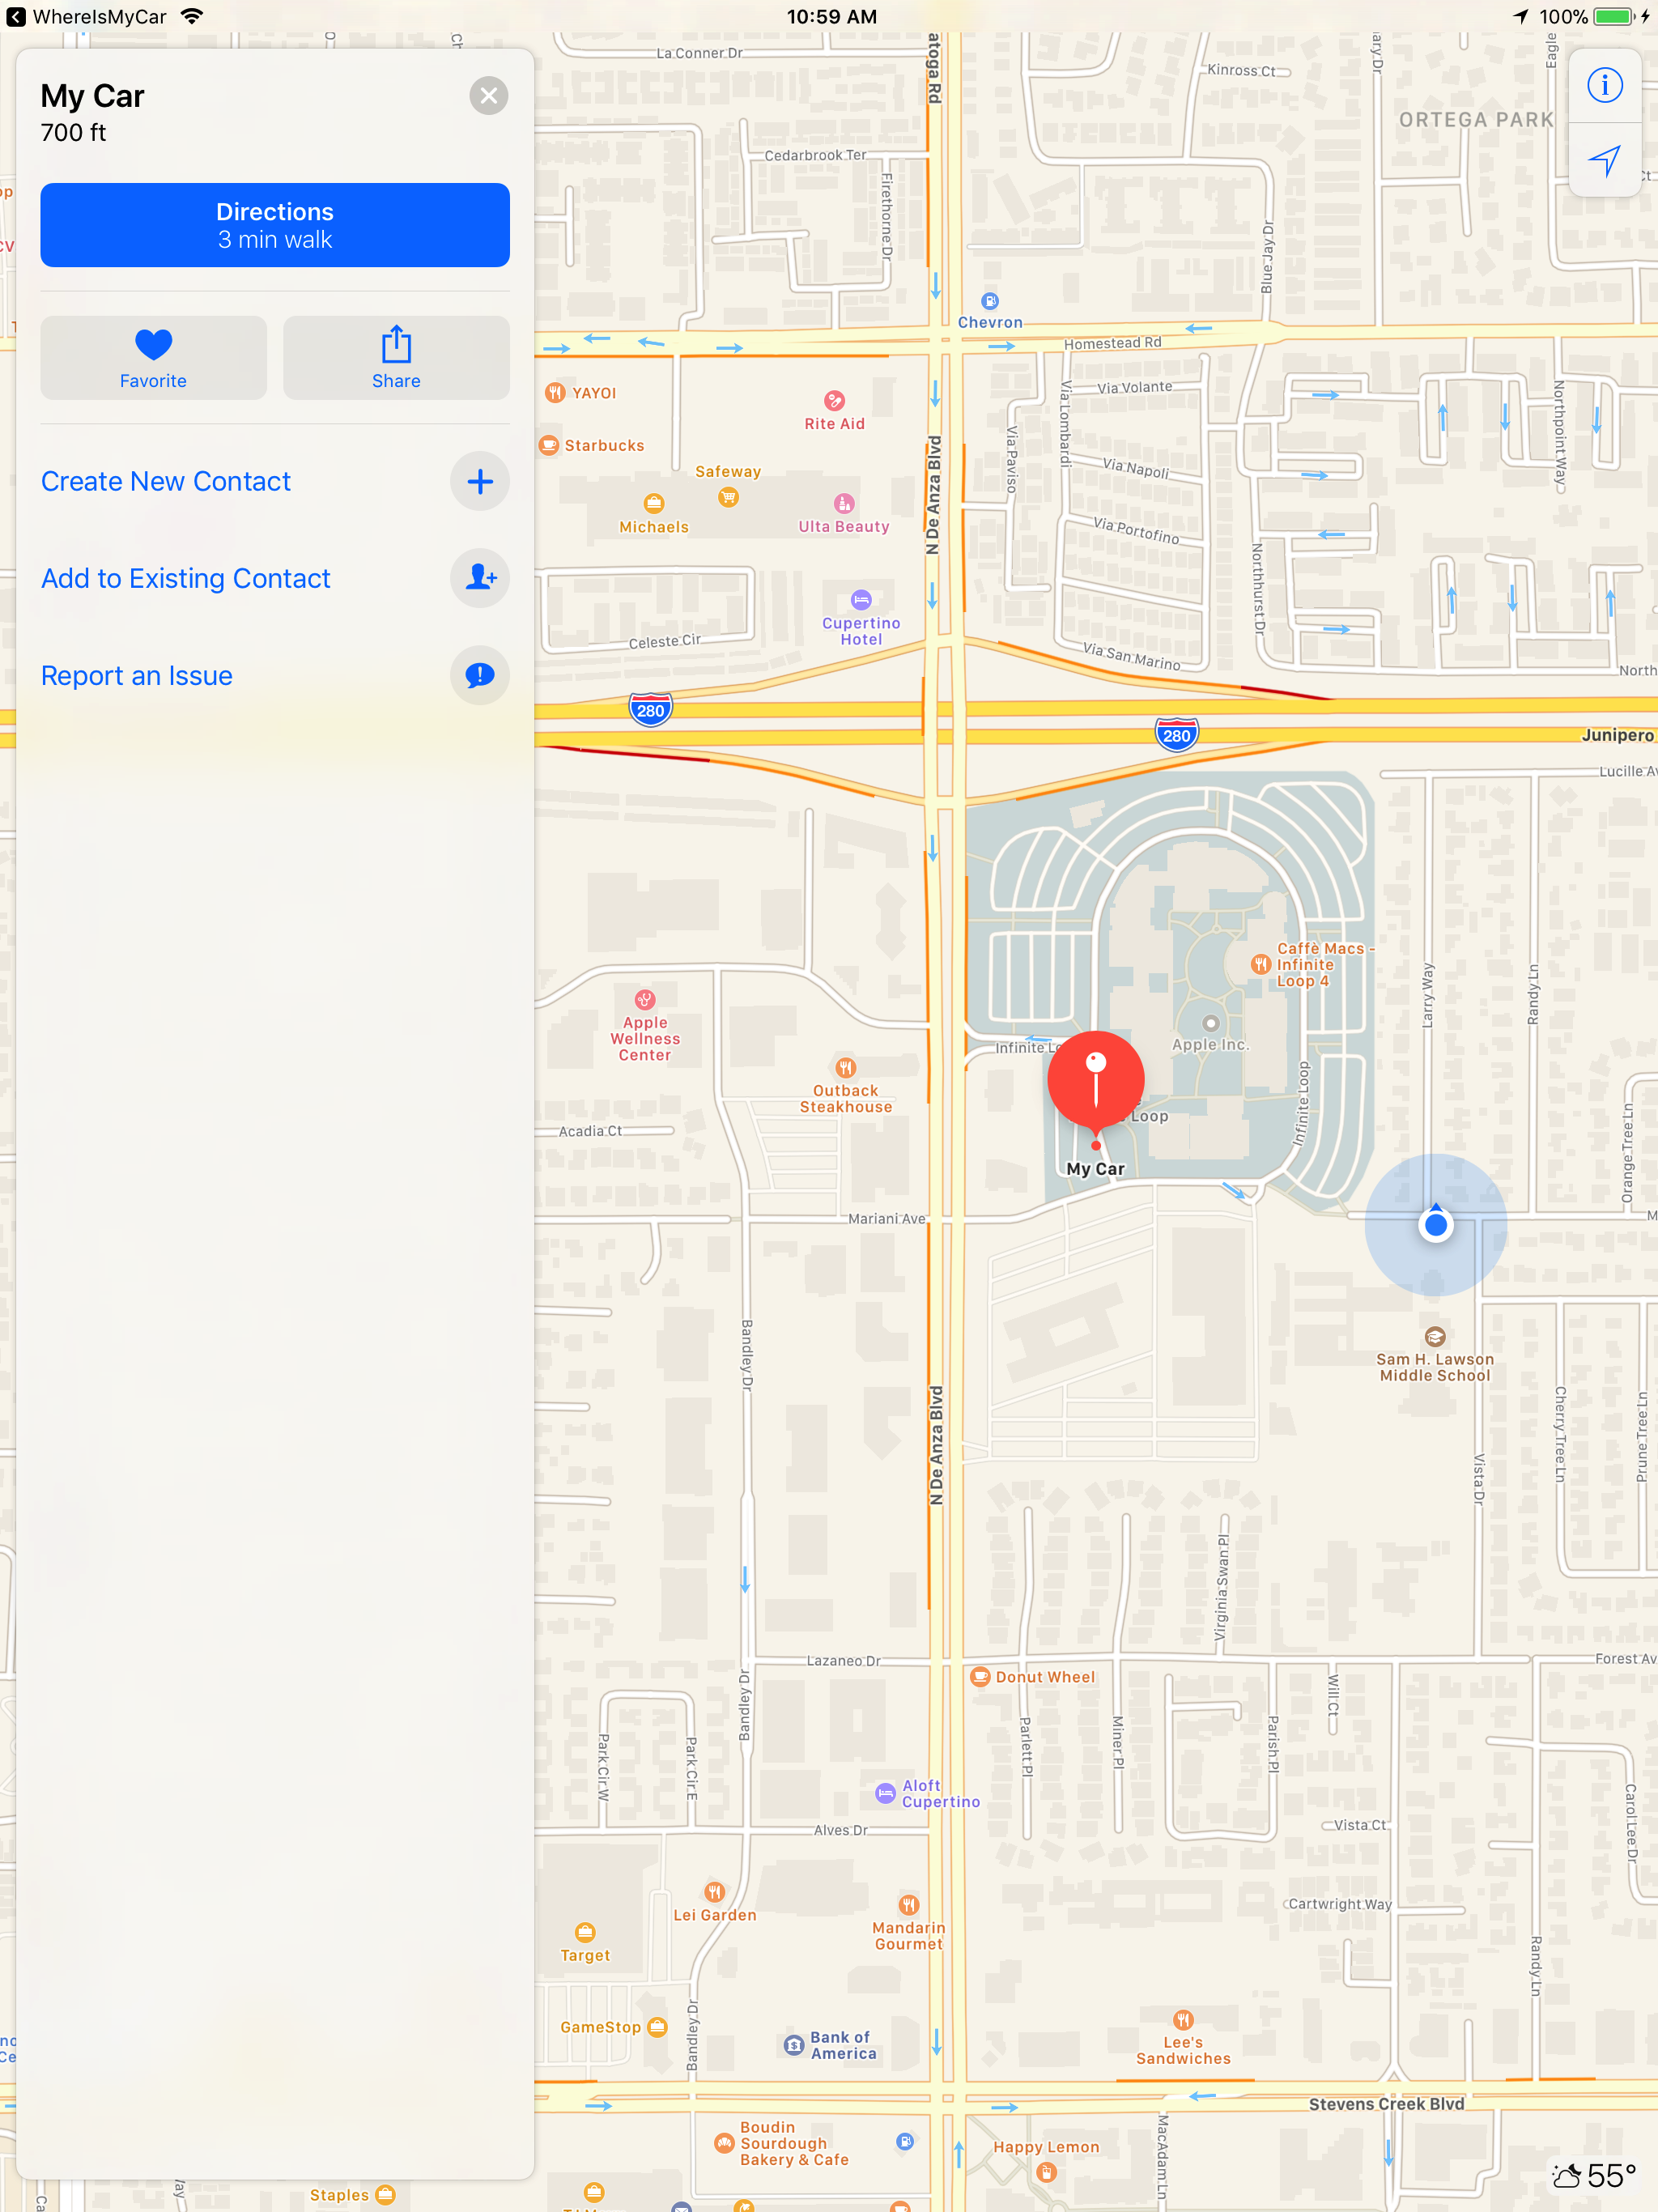 WhereIsMyCar
10:59 AM
100%
My Car
700 ft
Directions
3 min walk
Favorite
Share
Create New Contact
Add to Existing Contact
Report an Issue
La Conner Dr
atoga Rd
Kinross Ct
ary Dr
Eagle
ORTEGA PARK
Cedarbrook Ter
Firethorne Dr
Blue Jay Dr
Chevron
Homestead Rd
YAYOI
Rite Aid
Starbucks
Safeway
Michaels
Ulta Beauty
N De Anza Blvd
Via Paviso
Via Lombardi
Via Volante
Via Napoli
Via Portofino
Northpoint Way
Northhurst Dr
Cupertino
Hotel
Celeste Cir
Via San Marino
North
280
280
Junipero
Lucille Av
Caffè Macs -
Infinite
Loop 4
Larry Way
Randy Ln
Apple
Wellness
Center
Apple Inc.
Infinite Lo
Outback
Steakhouse
Loop
Infinite Loop
Orange Tree Ln
Acadia Ct
My Car
Mariani Ave
M
Bandley Dr
Sam H. Lawson
Middle School
N De Anza Blvd
Cherry Tree Ln
Prune Tree Ln
Vista Dr
Virginia Swan Pl
Lazaneo Dr
Donut Wheel
Forest Av
Bandley Dr
Park Cir W
Park Cir E
Parlett Pl
Miner Pl
Parish Pl
Will Ct
Aloft
Cupertino
Alves Dr
Vista Ct
Carol Lee Dr
Lei Garden
Mandarin
Gourmet
Cartwright Way
Target
Randy Ln
GameStop
Bandley Dr
Bank of
America
Lee's
Sandwiches
Stevens Creek Blvd
Boudin
Sourdough
Bakery & Cafe
Happy Lemon
MacAdam Ln
Staples
55°